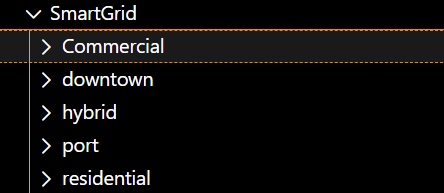 SmartGrid
Commercial
downtown
hybrid
port
residential